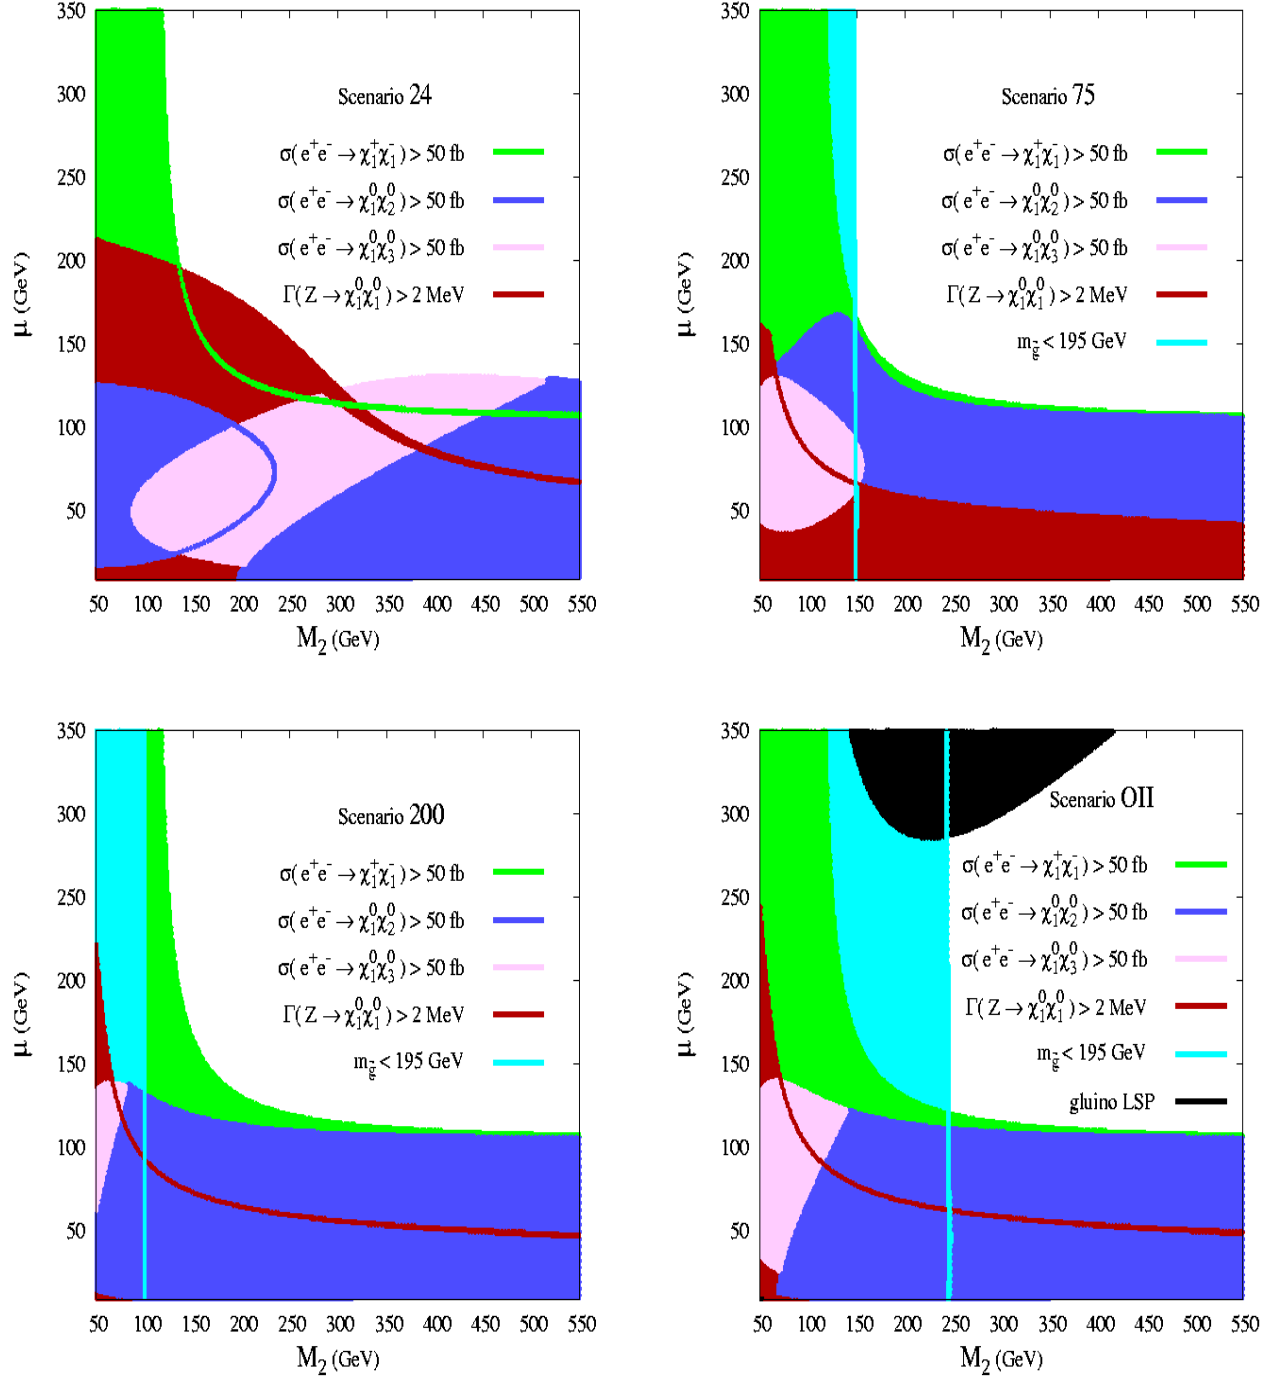 350
300
250
200
150
100
50
μ (GeV)
Scenario 24
σ( e⁺e⁻ → χ₁⁺χ₁⁻ ) > 50 fb
σ( e⁺e⁻ → χ₁⁰χ₂⁰ ) > 50 fb
σ( e⁺e⁻ → χ₁⁰χ₃⁰ ) > 50 fb
Γ( Z → χ₁⁰χ₁⁰ ) > 2 MeV
50 100 150 200 250 300 350 400 450 500 550
M₂ (GeV)
350
300
250
200
150
100
50
μ (GeV)
Scenario 75
σ( e⁺e⁻ → χ₁⁺χ₁⁻ ) > 50 fb
σ( e⁺e⁻ → χ₁⁰χ₂⁰ ) > 50 fb
σ( e⁺e⁻ → χ₁⁰χ₃⁰ ) > 50 fb
Γ( Z → χ₁⁰χ₁⁰ ) > 2 MeV
m_g̃ < 195 GeV
50 100 150 200 250 300 350 400 450 500 550
M₂ (GeV)
350
300
250
200
150
100
50
μ (GeV)
Scenario 200
σ( e⁺e⁻ → χ₁⁺χ₁⁻ ) > 50 fb
σ( e⁺e⁻ → χ₁⁰χ₂⁰ ) > 50 fb
σ( e⁺e⁻ → χ₁⁰χ₃⁰ ) > 50 fb
Γ( Z → χ₁⁰χ₁⁰ ) > 2 MeV
m_g̃ < 195 GeV
50 100 150 200 250 300 350 400 450 500 550
M₂ (GeV)
350
300
250
200
150
100
50
μ (GeV)
Scenario OII
σ( e⁺e⁻ → χ₁⁺χ₁⁻ ) > 50 fb
σ( e⁺e⁻ → χ₁⁰χ₂⁰ ) > 50 fb
σ( e⁺e⁻ → χ₁⁰χ₃⁰ ) > 50 fb
Γ( Z → χ₁⁰χ₁⁰ ) > 2 MeV
m_g̃ < 195 GeV
gluino LSP
50 100 150 200 250 300 350 400 450 500 550
M₂ (GeV)